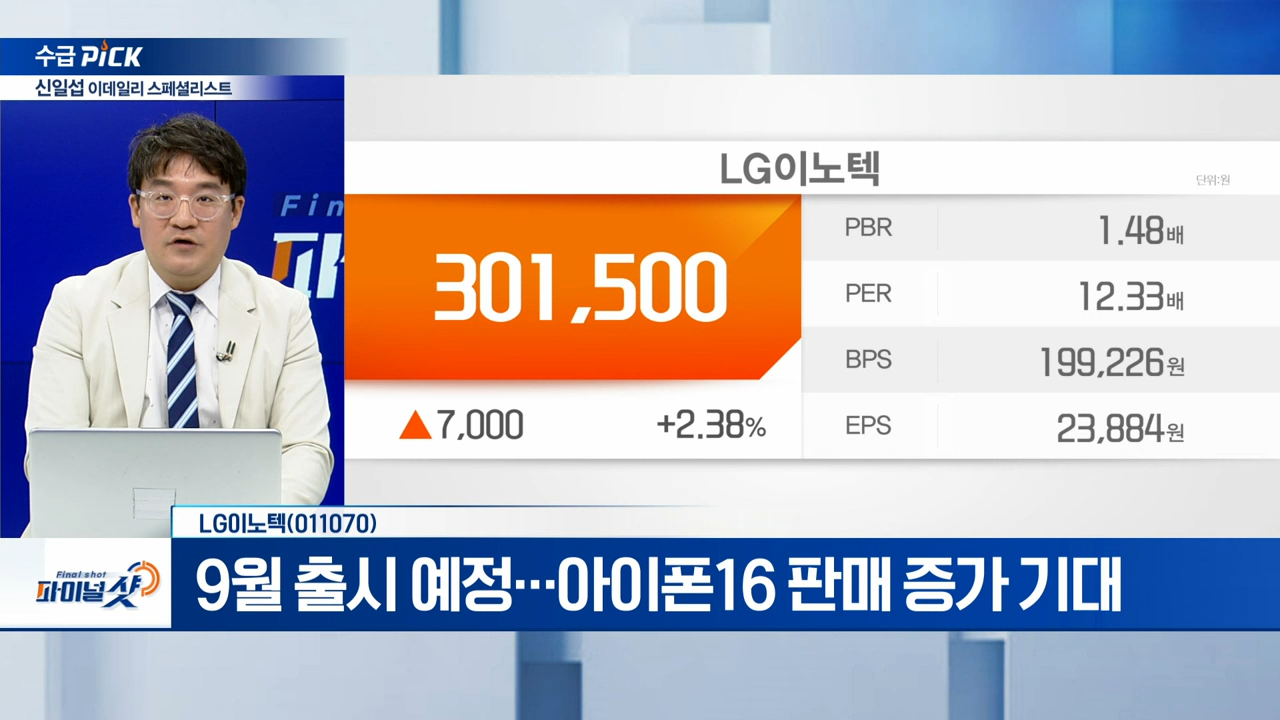 수급 PiCK
신일섭 이데일리 스페셜리스트
Fin
파
LG이노텍
단위:원
301,500
▲7,000 +2.38%
PBR 1.48배
PER 12.33배
BPS 199,226원
EPS 23,884원
LG이노텍(011070)
Final shot
파이널샷
9월 출시 예정…아이폰16 판매 증가 기대